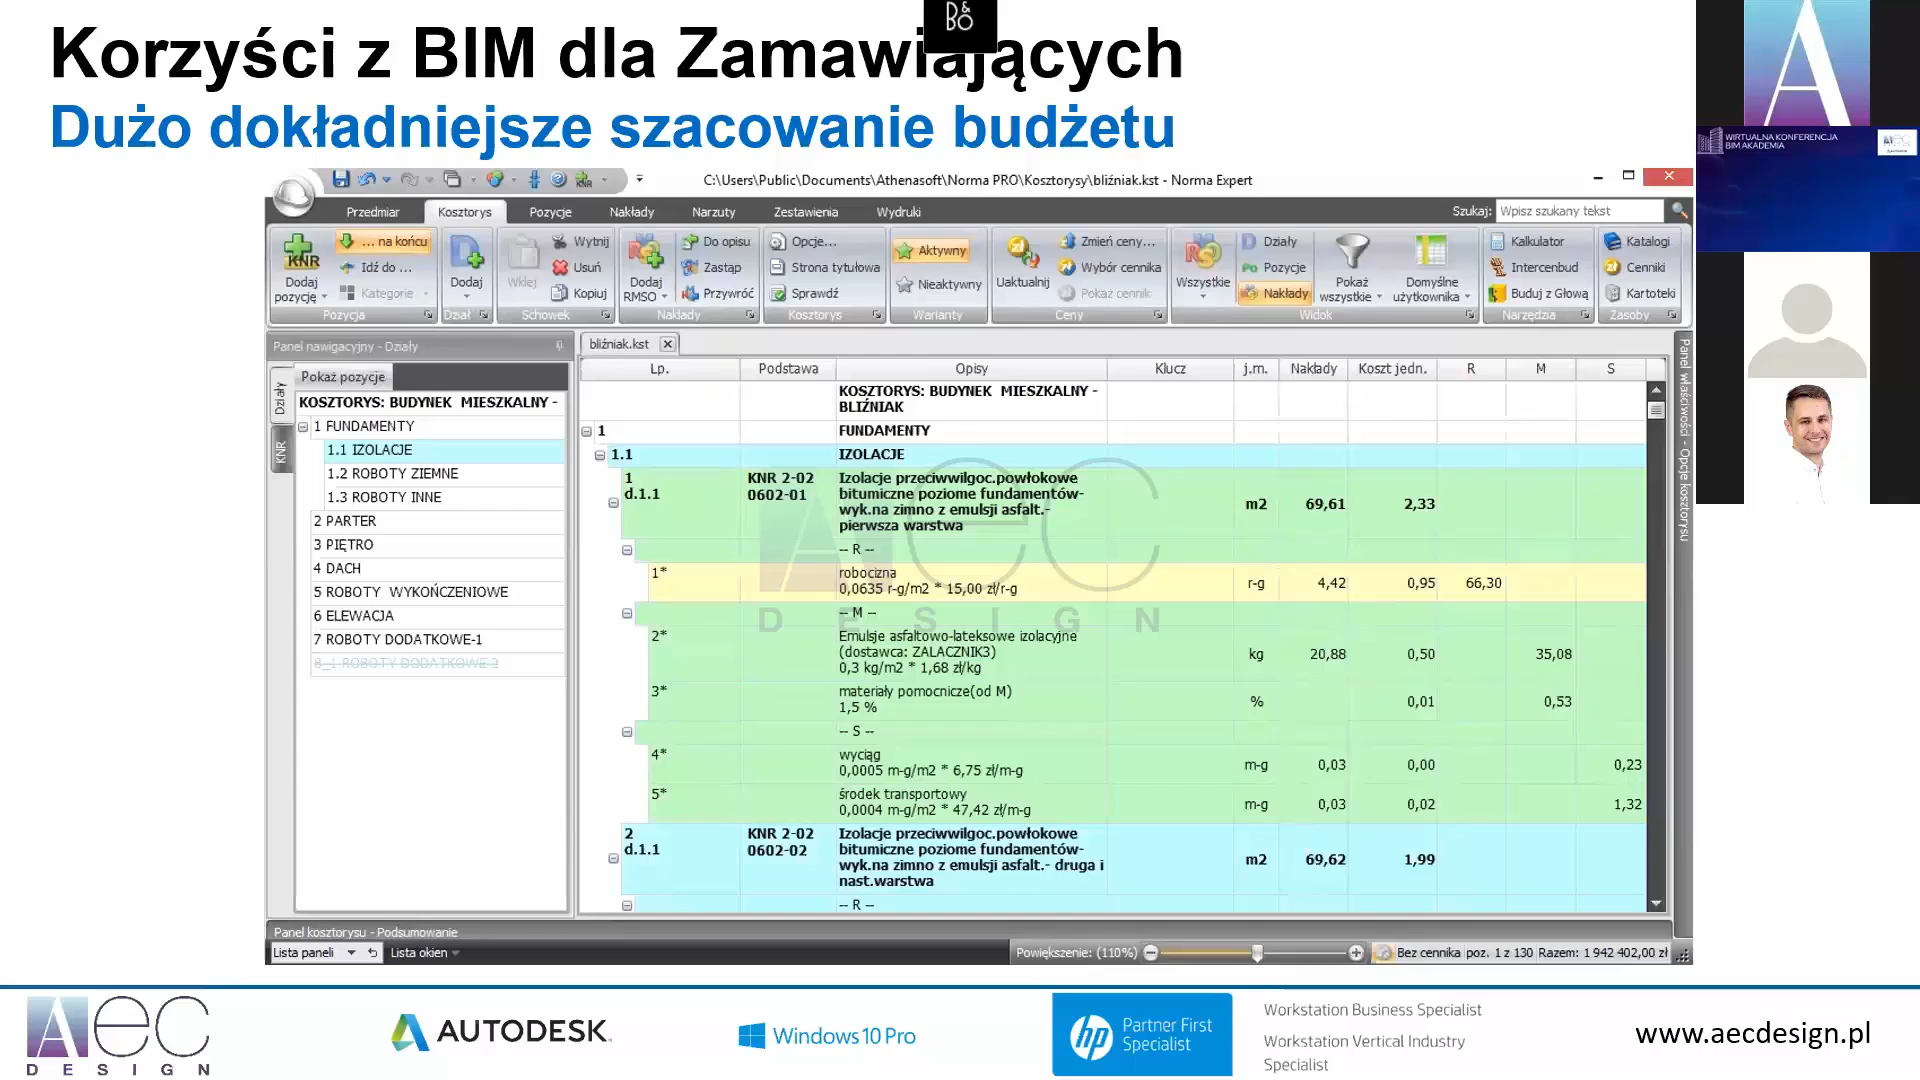 Korzyści z BIM dla Zamawiających
Dużo dokładniejsze szacowanie budżetu
B&O
WIRTUALNA KONFERENCJA
BIM AKADEMIA
C:\Users\Public\Documents\Athenasoft\Norma PRO\Kosztorysy\bliźniak.kst - Norma Expert
Przedmiar Kosztorys Pozycje Nakłady Narzuty Zestawienia Wydruki Szukaj: Wpisz szukany tekst
KNR Dodaj pozycję ... na końcu Idź do ... Kategorie Pozycja
Dodaj Dział
Wklej Wytnij Usuń Kopiuj Schowek
Dodaj RMSO Do opisu Zastąp Przywróć Nakłady
Opcje... Strona tytułowa Sprawdź Kosztorys
Aktywny Nieaktywny Warianty
Uaktualnij Zmień ceny... Wybór cennika Pokaż cennik Ceny
Wszystkie Działy Pozycje Nakłady Pokaż wszystkie Domyślne użytkownika Widok
Kalkulator Intercenbud Buduj z Głową Narzędzia
Katalogi Cenniki Kartoteki Zasoby
Panel nawigacyjny - Działy
Pokaż pozycje
Działy
KNR
KOSZTORYS: BUDYNEK MIESZKALNY -
1 FUNDAMENTY
1.1 IZOLACJE
1.2 ROBOTY ZIEMNE
1.3 ROBOTY INNE
2 PARTER
3 PIĘTRO
4 DACH
5 ROBOTY WYKOŃCZENIOWE
6 ELEWACJA
7 ROBOTY DODATKOWE-1
8_1 ROBOTY DODATKOWE 2
bliźniak.kst
Lp. Podstawa Opisy Klucz j.m. Nakłady Koszt jedn. R M S
KOSZTORYS: BUDYNEK MIESZKALNY -
BLIŹNIAK
1 FUNDAMENTY
1.1 IZOLACJE
1 KNR 2-02 Izolacje przeciwwilgoc.powłokowe
d.1.1 0602-01 bitumiczne poziome fundamentów-
wyk.na zimno z emulsji asfalt.- m2 69,61 2,33
pierwsza warstwa
-- R --
1* robocizna
0,0635 r-g/m2 * 15,00 zł/r-g r-g 4,42 0,95 66,30
-- M --
2* Emulsje asfaltowo-lateksowe izolacyjne
(dostawca: ZALACZNIK3) kg 20,88 0,50 35,08
0,3 kg/m2 * 1,68 zł/kg
3* materiały pomocnicze(od M)
1,5 % % 0,01 0,53
-- S --
4* wyciąg
0,0005 m-g/m2 * 6,75 zł/m-g m-g 0,03 0,00 0,23
5* środek transportowy
0,0004 m-g/m2 * 47,42 zł/m-g m-g 0,03 0,02 1,32
2 KNR 2-02 Izolacje przeciwwilgoc.powłokowe
d.1.1 0602-02 bitumiczne poziome fundamentów-
wyk.na zimno z emulsji asfalt.- druga i m2 69,62 1,99
nast.warstwa
-- R --
Panel właściwości - Opcje kosztorysu
AEC
DESIGN
Panel kosztorysu - Podsumowanie
Lista paneli Lista okien Powiększenie: (110%) Bez cennika poz. 1 z 130 Razem: 1 942 402,00 zł
AEC
DESIGN
AUTODESK.
Windows 10 Pro
hp Partner First
Specialist
Workstation Business Specialist
Workstation Vertical Industry
Specialist
www.aecdesign.pl